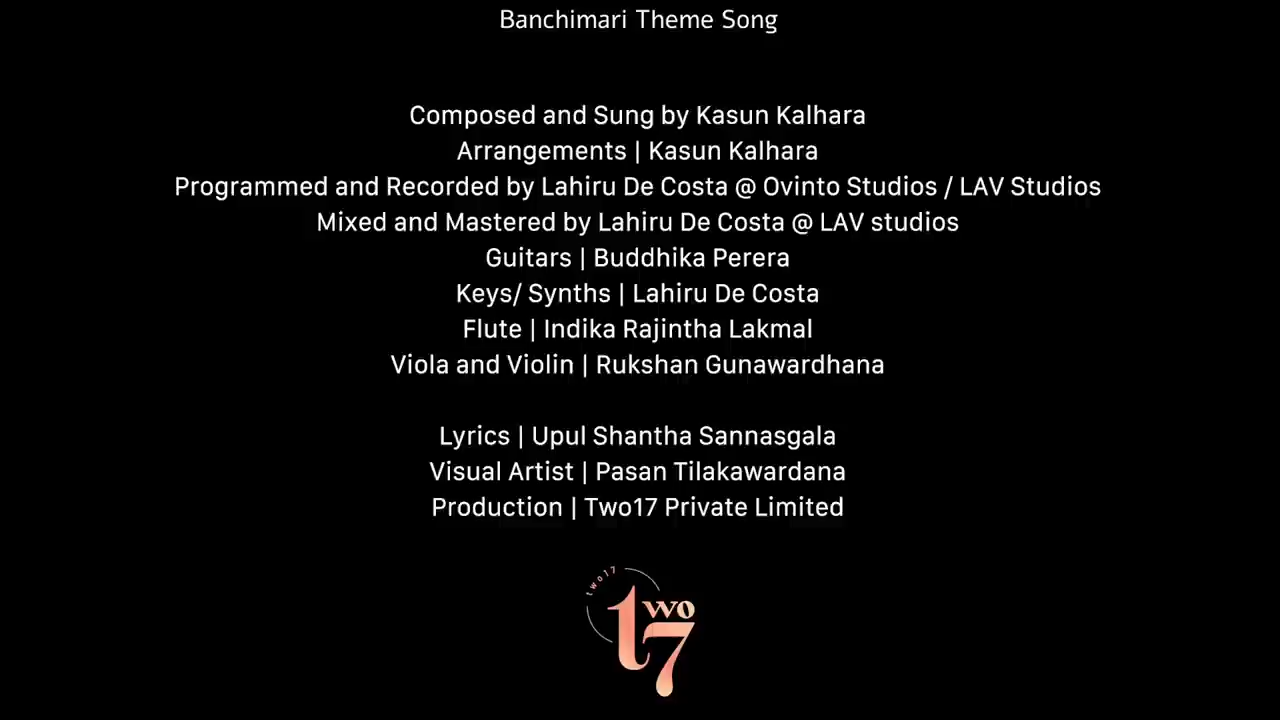 Banchimari Theme Song
Composed and Sung by Kasun Kalhara
Arrangements | Kasun Kalhara
Programmed and Recorded by Lahiru De Costa @ Ovinto Studios / LAV Studios
Mixed and Mastered by Lahiru De Costa @ LAV studios
Guitars | Buddhika Perera
Keys/ Synths | Lahiru De Costa
Flute | Indika Rajintha Lakmal
Viola and Violin | Rukshan Gunawardhana
Lyrics | Upul Shantha Sannasgala
Visual Artist | Pasan Tilakawardana
Production | Two17 Private Limited
two17
two
17